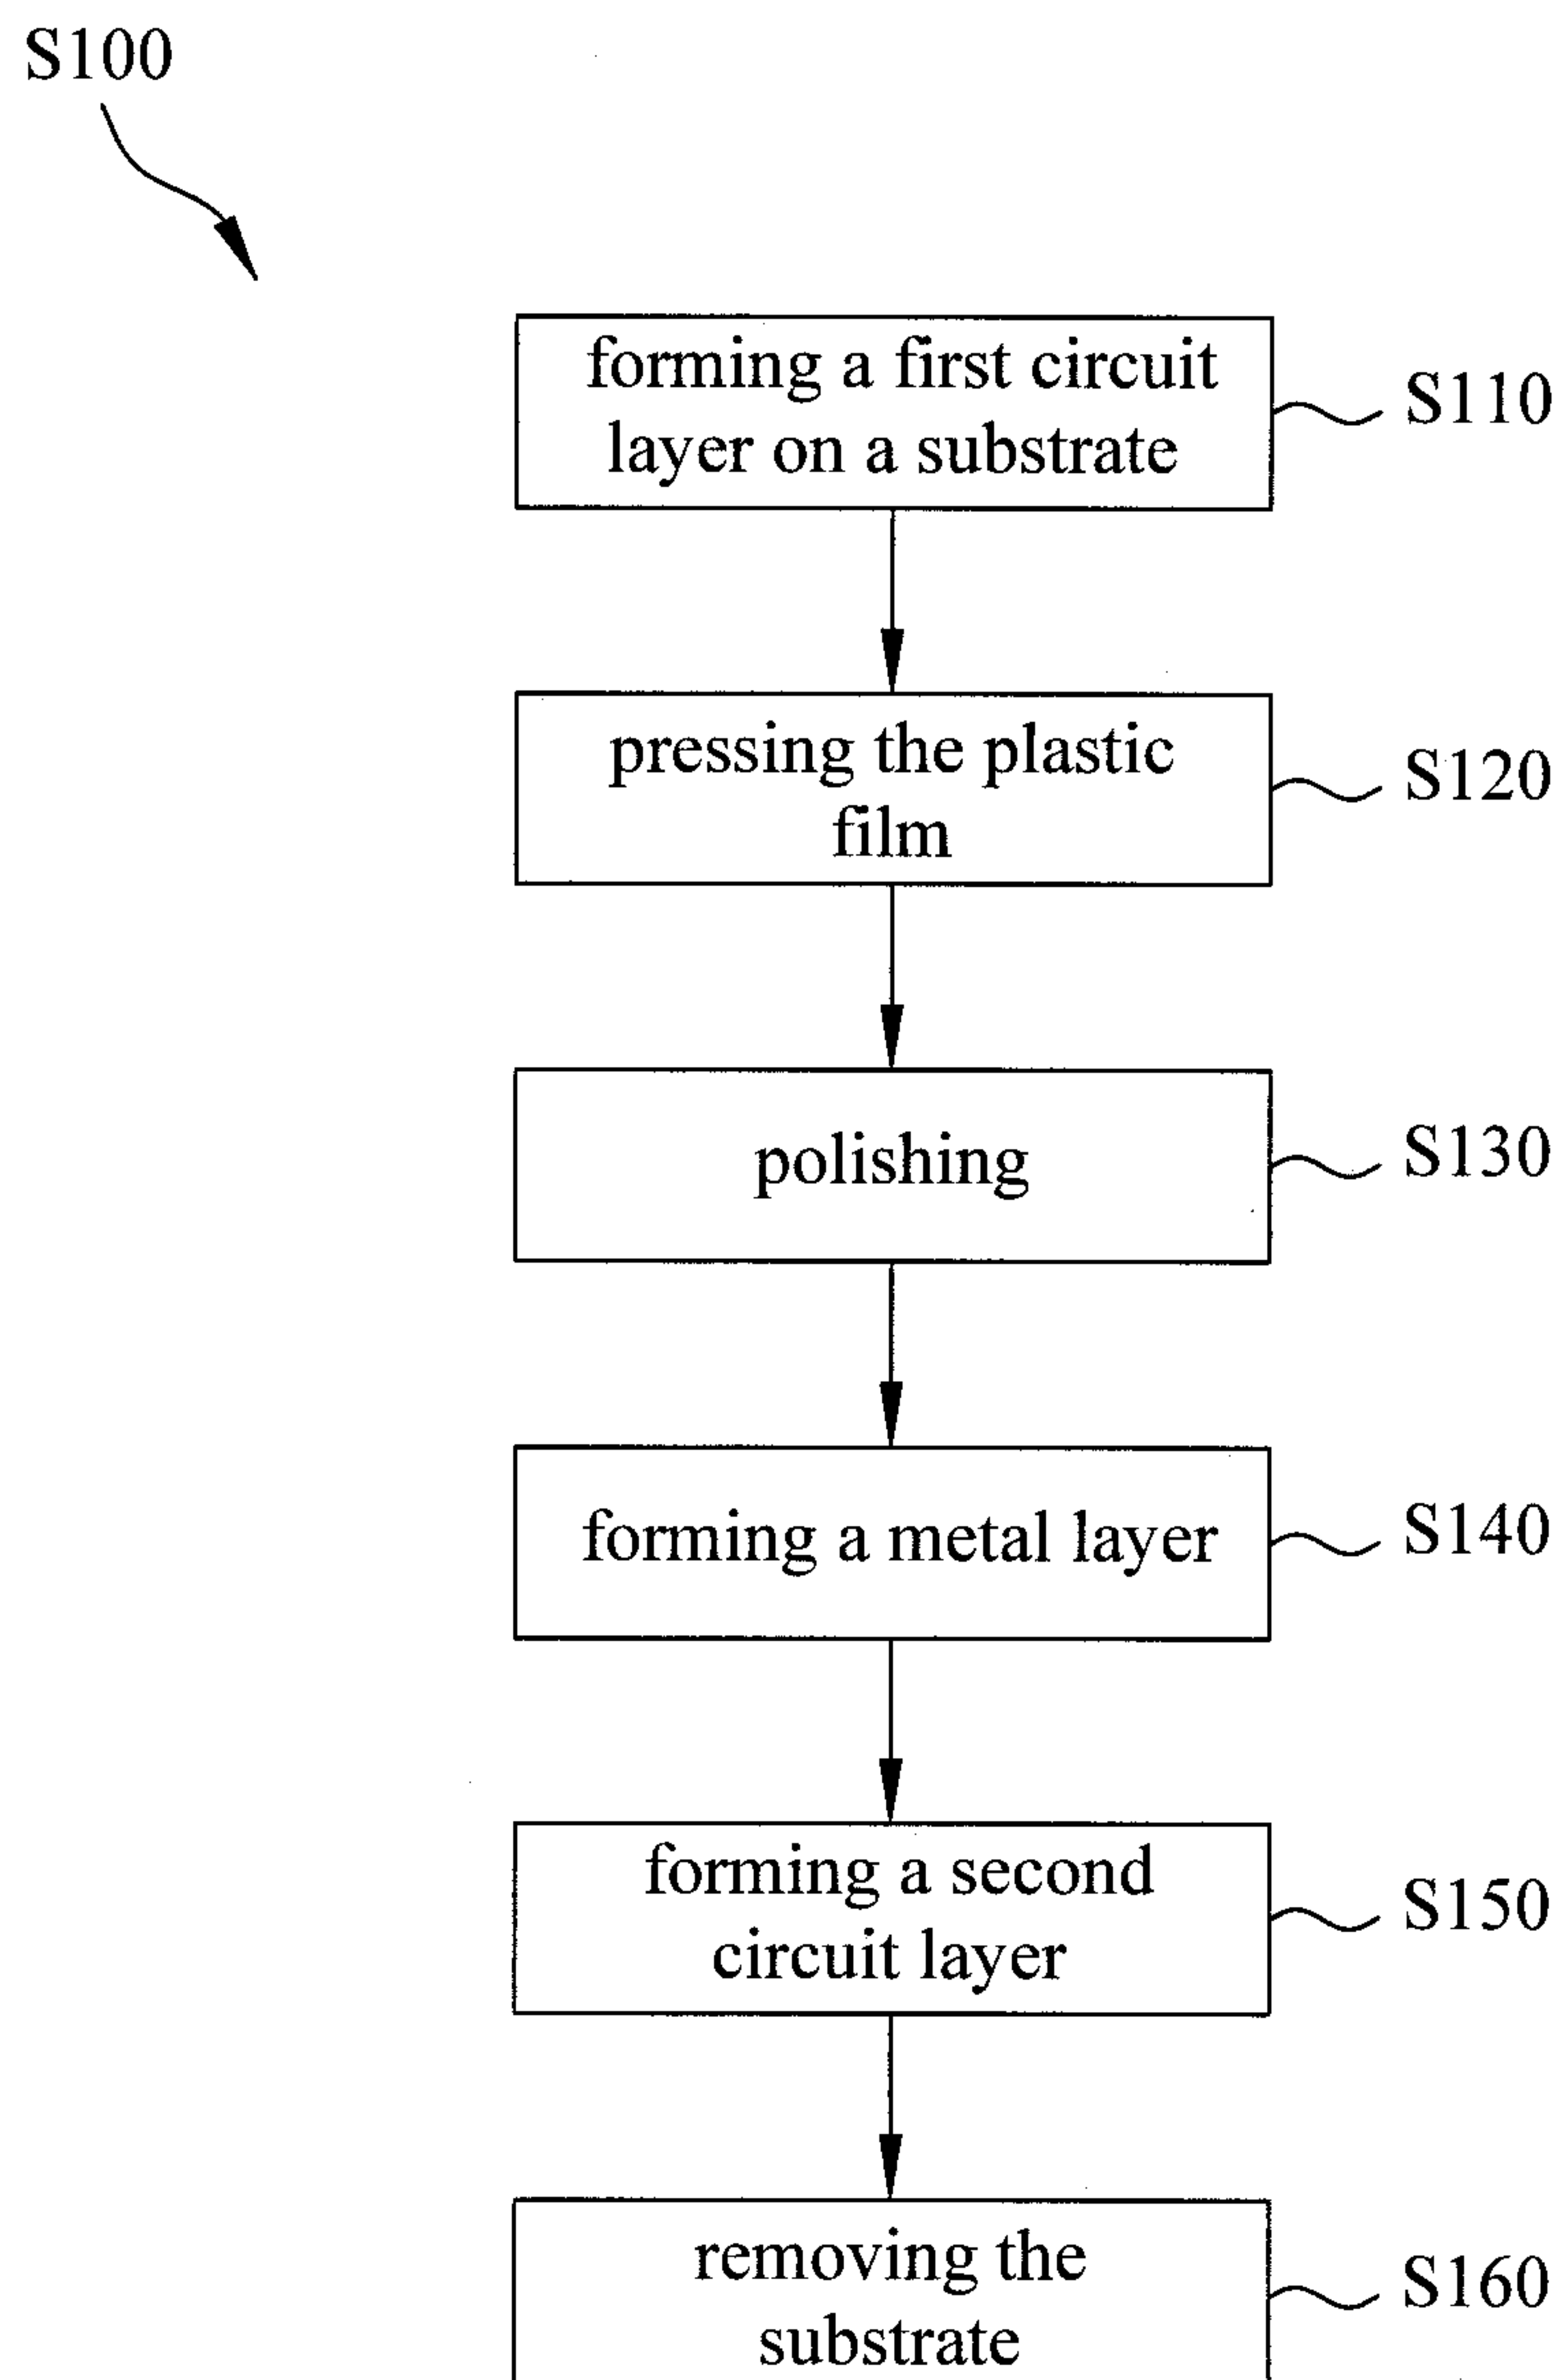 S100
forming a first circuit
layer on a substrate
S110
pressing the plastic
film
S120
polishing
S130
forming a metal layer
S140
forming a second
circuit layer
S150
removing the
substrate
S160